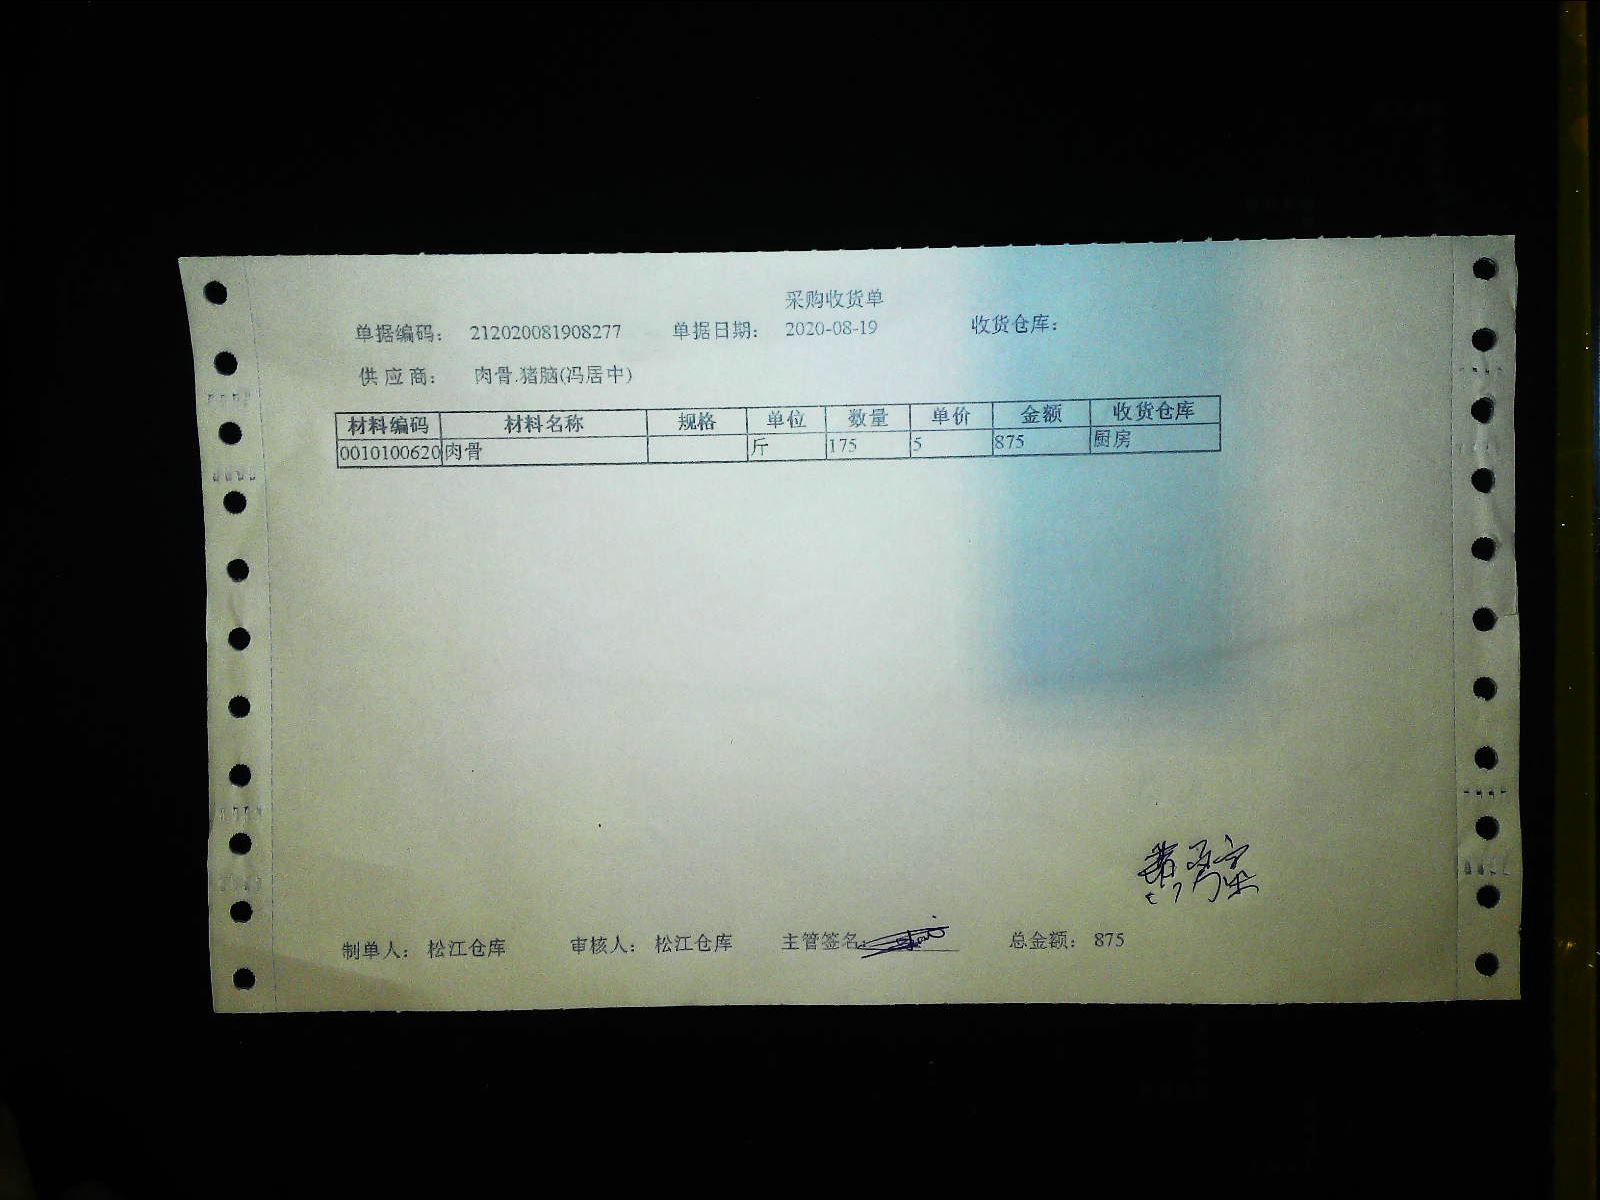 采购收货单
单据编码: 212020081908277 单据日期: 2020-08-19 收货仓库:
供应商: 肉骨.猪脑(冯居中)
材料编码 材料名称 规格 单位 数量 单价 金额 收货仓库
0010100620 肉骨 斤 175 5 875 厨房
制单人: 松江仓库 审核人: 松江仓库 主管签名: 总金额: 875